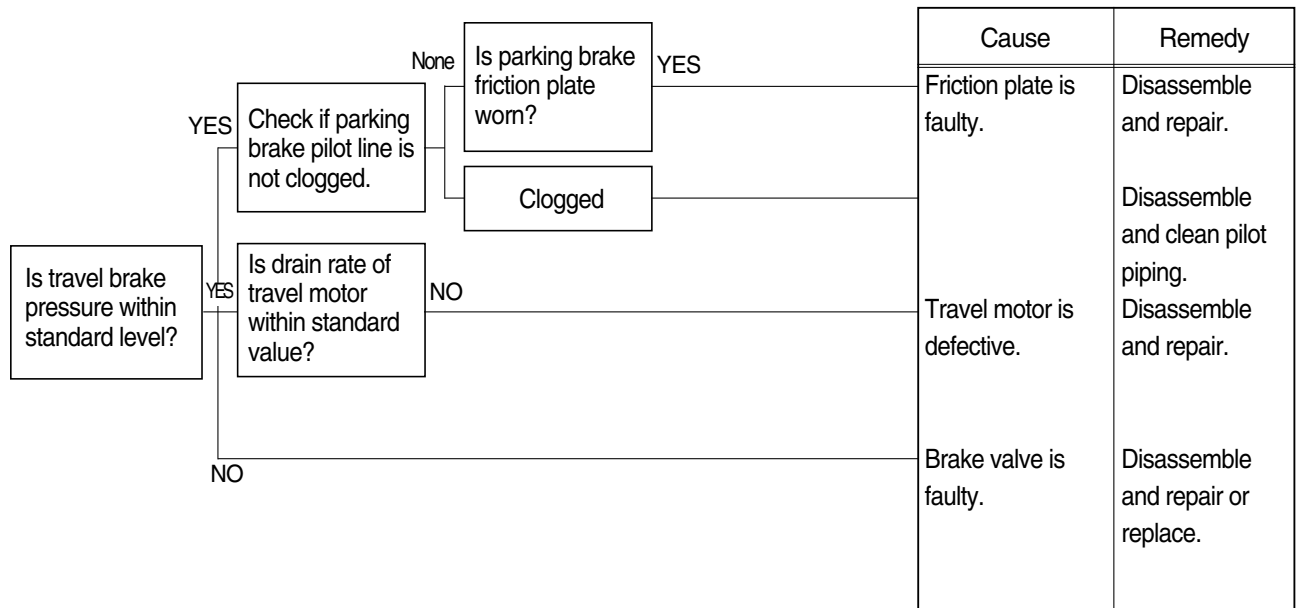 Cause
Remedy
None
Is parking brake
friction plate
worn?
YES
Friction plate is
faulty.
Disassemble
and repair.
YES
Check if parking
brake pilot line is
not clogged.
Clogged
Disassemble
and clean pilot
piping.
Is travel brake
pressure within
standard level?
YES
Is drain rate of
travel motor
within standard
value?
NO
Travel motor is
defective.
Disassemble
and repair.
NO
Brake valve is
faulty.
Disassemble
and repair or
replace.